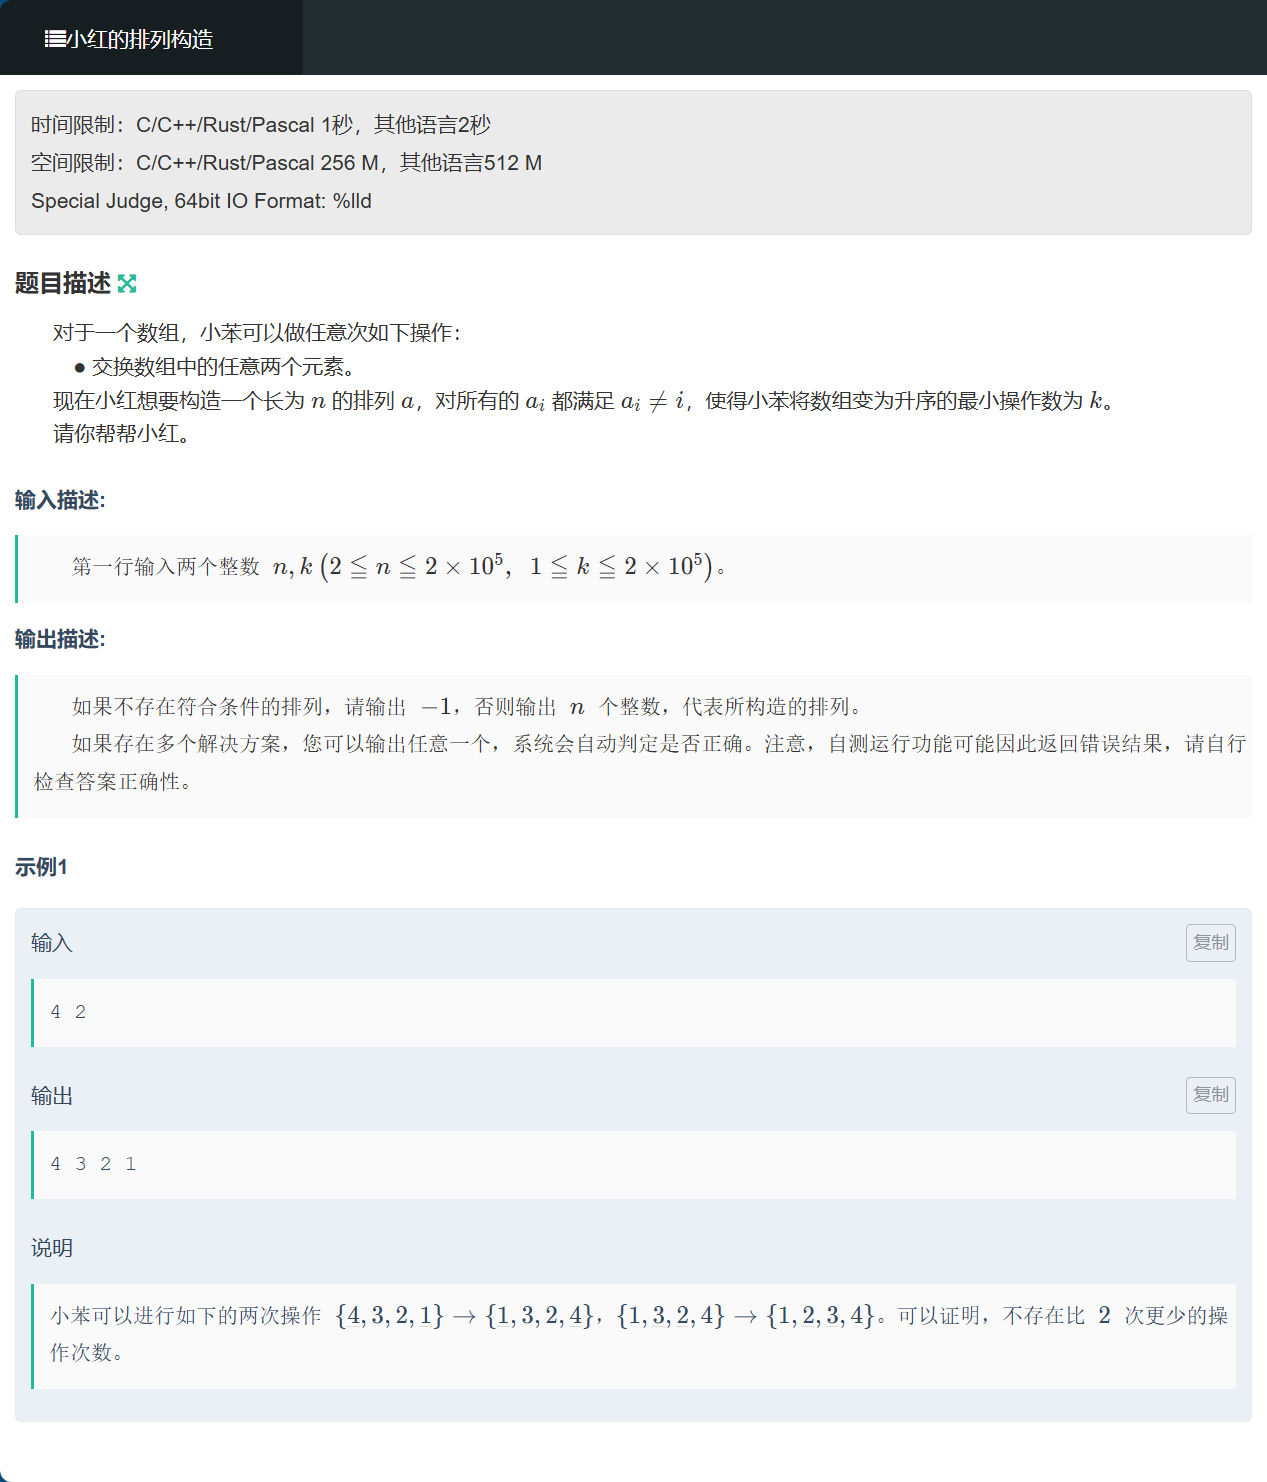 小红的排列构造
时间限制：C/C++/Rust/Pascal 1秒，其他语言2秒
空间限制：C/C++/Rust/Pascal 256 M，其他语言512 M
Special Judge, 64bit IO Format: %lld
题目描述
对于一个数组，小苯可以做任意次如下操作：
● 交换数组中的任意两个元素。
现在小红想要构造一个长为 n 的排列 a，对所有的 a_i 都满足 a_i ≠ i，使得小苯将数组变为升序的最小操作数为 k。
请你帮帮小红。
输入描述:
第一行输入两个整数 n, k (2 ≦ n ≦ 2 × 10^5， 1 ≦ k ≦ 2 × 10^5)。
输出描述:
如果不存在符合条件的排列，请输出 −1，否则输出 n 个整数，代表所构造的排列。
如果存在多个解决方案，您可以输出任意一个，系统会自动判定是否正确。注意，自测运行功能可能因此返回错误结果，请自行
检查答案正确性。
示例1
输入
复制
4 2
输出
复制
4 3 2 1
说明
小苯可以进行如下的两次操作 {4, 3, 2, 1} → {1, 3, 2, 4}，{1, 3, 2, 4} → {1, 2, 3, 4}。可以证明，不存在比 2 次更少的操
作次数。